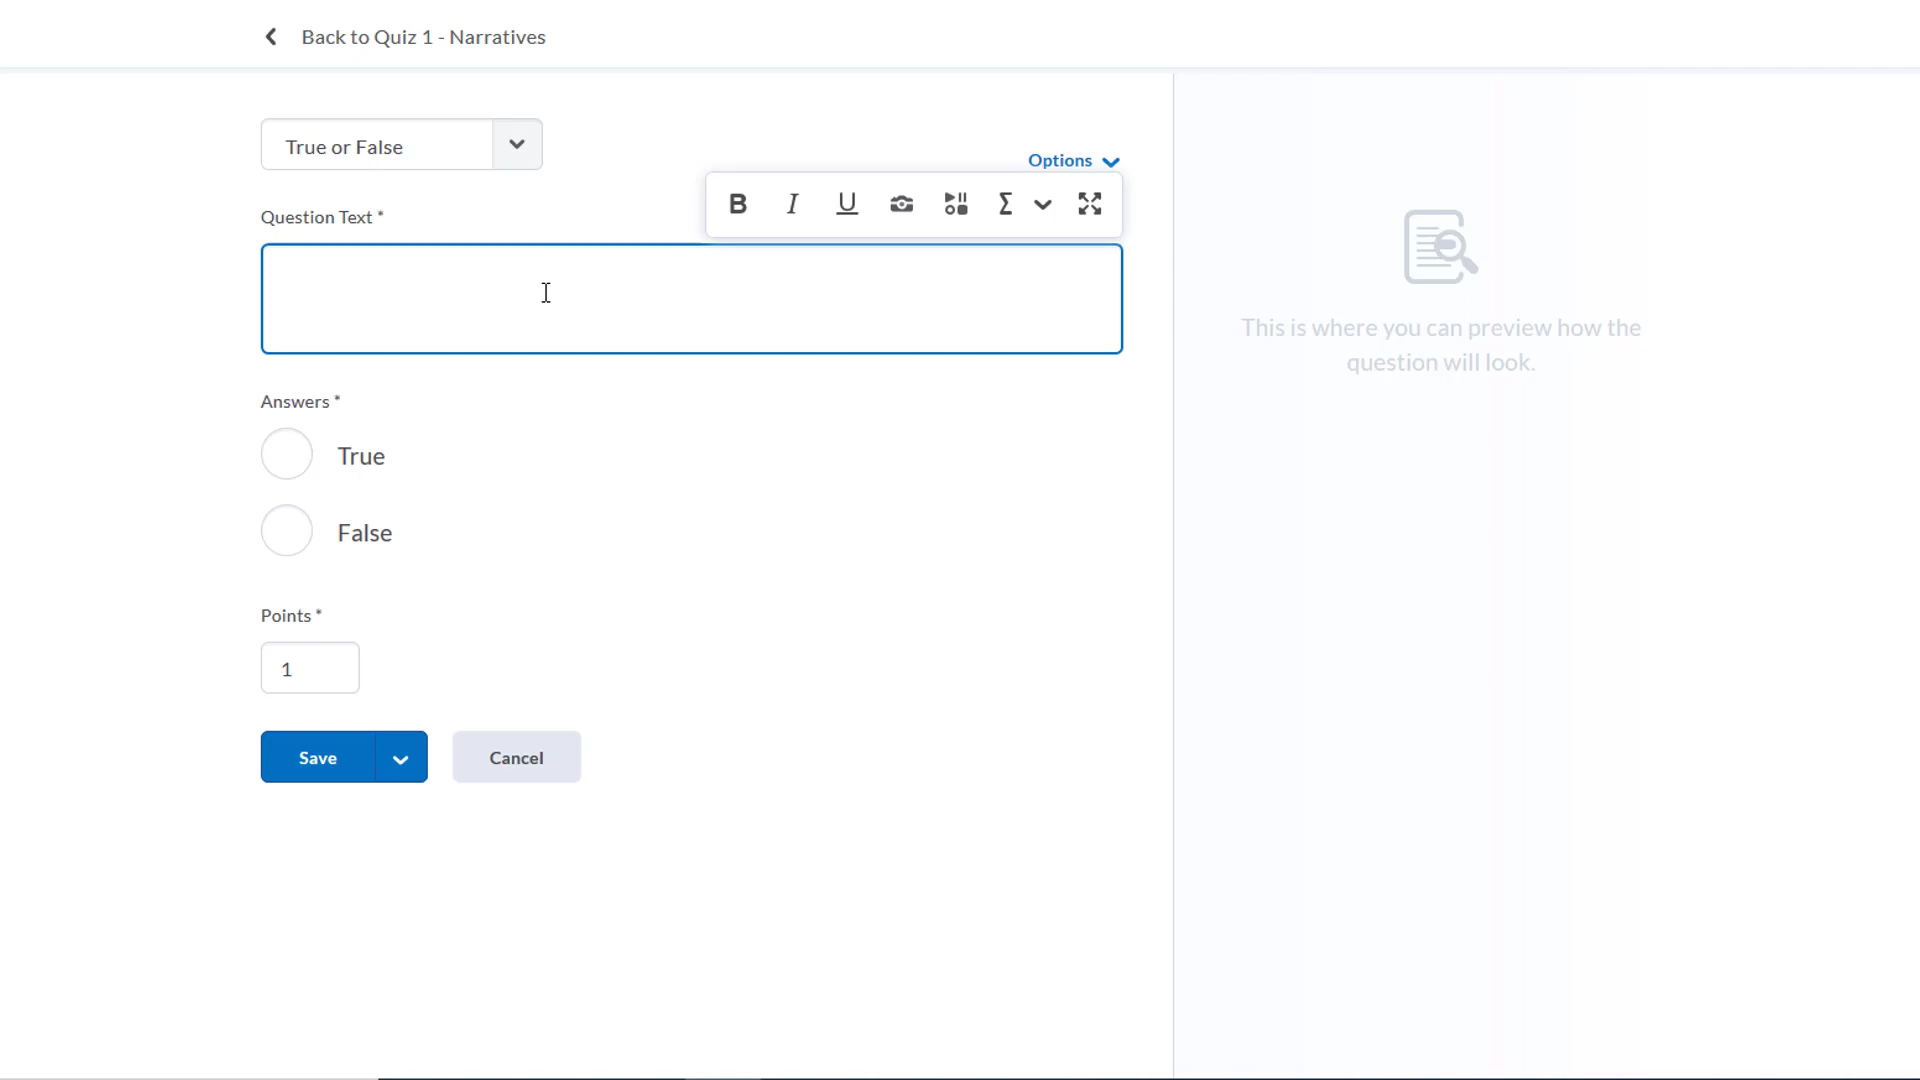 Back to Quiz 1 - Narratives
True or False
Options
B I U Σ
Question Text *
This is where you can preview how the
question will look.
Answers *
True
False
Points *
1
Save
Cancel